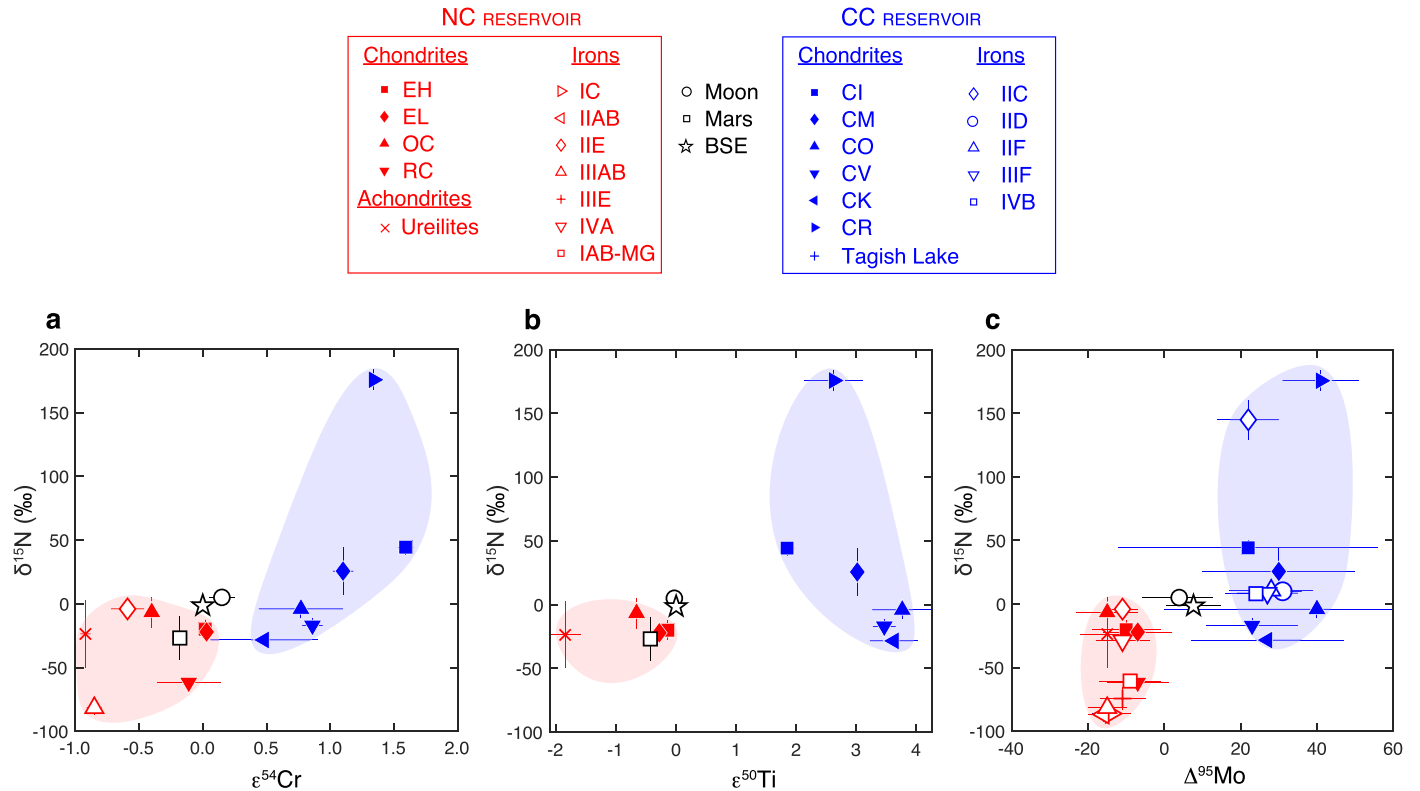 NC RESERVOIR
Chondrites
EH
EL
OC
RC
Achondrites
Ureilites
Irons
IC
IIAB
IIE
IIIAB
IIIE
IVA
IAB-MG
Moon
Mars
BSE
CC RESERVOIR
Chondrites
CI
CM
CO
CV
CK
CR
Tagish Lake
Irons
IIC
IID
IIF
IIIF
IVB
a
200
150
100
50
0
-50
-100
δ¹⁵N (‰)
-1.0 -0.5 0.0 0.5 1.0 1.5 2.0
ε⁵⁴Cr
b
200
150
100
50
0
-50
-100
δ¹⁵N (‰)
-2 -1 0 1 2 3 4
ε⁵⁰Ti
c
200
150
100
50
0
-50
-100
δ¹⁵N (‰)
-40 -20 0 20 40 60
Δ⁹⁵Mo